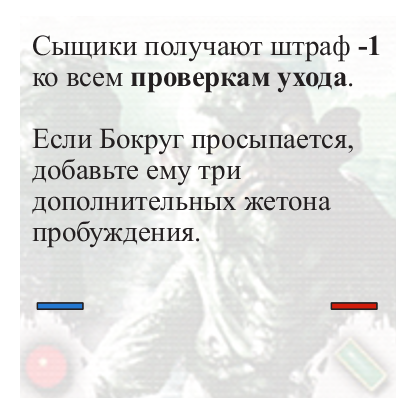 Сыщики получают штраф -1
ко всем проверкам ухода.
Если Бокруг просыпается,
добавьте ему три
дополнительных жетона
пробуждения.